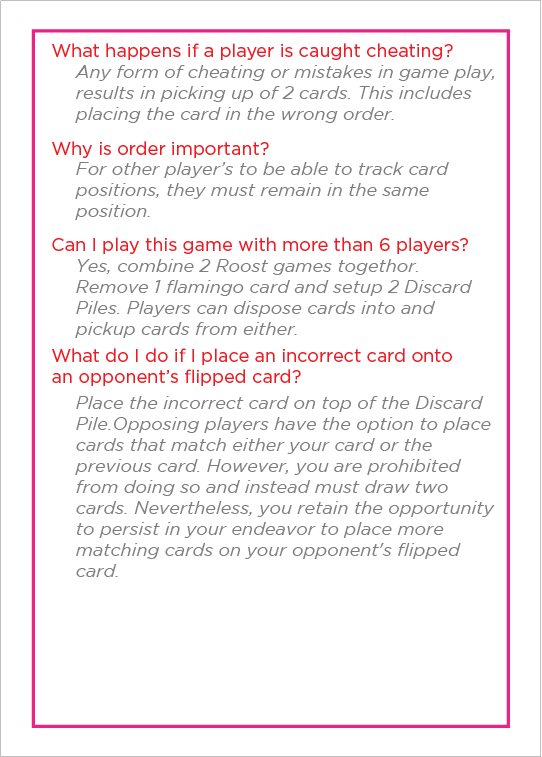 What happens if a player is caught cheating?
Any form of cheating or mistakes in game play,
results in picking up of 2 cards. This includes
placing the card in the wrong order.
Why is order important?
For other player’s to be able to track card
positions, they must remain in the same
position.
Can I play this game with more than 6 players?
Yes, combine 2 Roost games togethor.
Remove 1 flamingo card and setup 2 Discard
Piles. Players can dispose cards into and
pickup cards from either.
What do I do if I place an incorrect card onto
an opponent’s flipped card?
Place the incorrect card on top of the Discard
Pile.Opposing players have the option to place
cards that match either your card or the
previous card. However, you are prohibited
from doing so and instead must draw two
cards. Nevertheless, you retain the opportunity
to persist in your endeavor to place more
matching cards on your opponent's flipped
card.